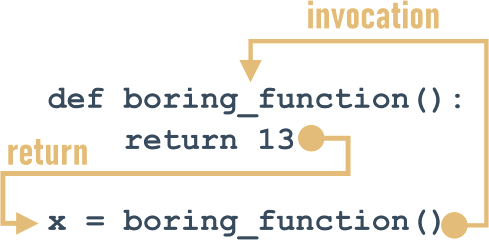 invocation
def boring_function():
    return 13
return
x = boring_function()